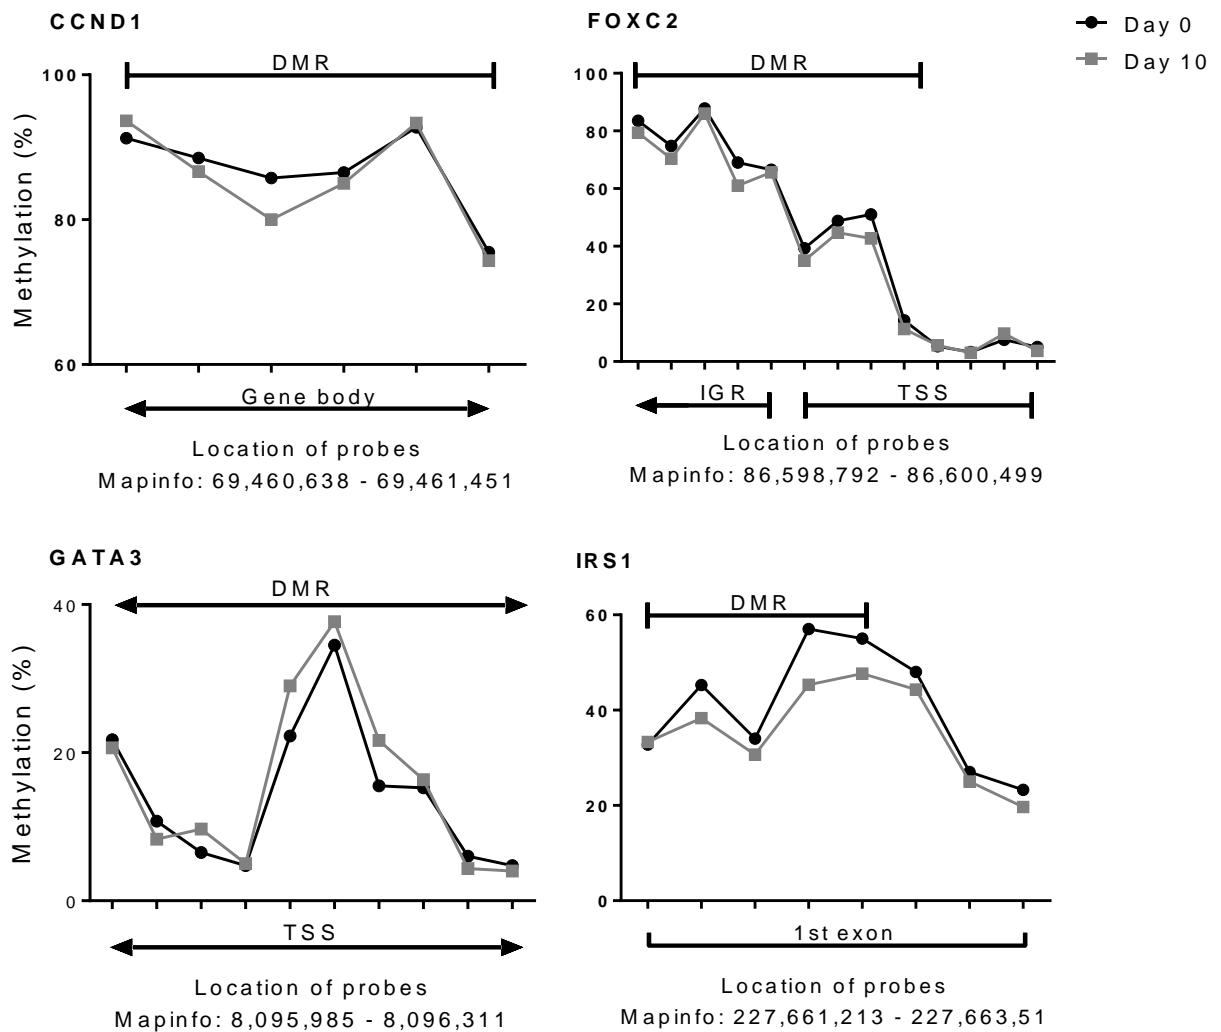 CCND1
DMR
100
80
60
Methylation (%)
Gene body
Location of probes
Mapinfo: 69,460,638 - 69,461,451
FOXC2
DMR
100
80
60
40
20
0
IGR
TSS
Location of probes
Mapinfo: 86,598,792 - 86,600,499
Day 0
Day 10
GATA3
DMR
40
20
0
Methylation (%)
TSS
Location of probes
Mapinfo: 8,095,985 - 8,096,311
IRS1
DMR
60
40
20
0
1st exon
Location of probes
Mapinfo: 227,661,213 - 227,663,51